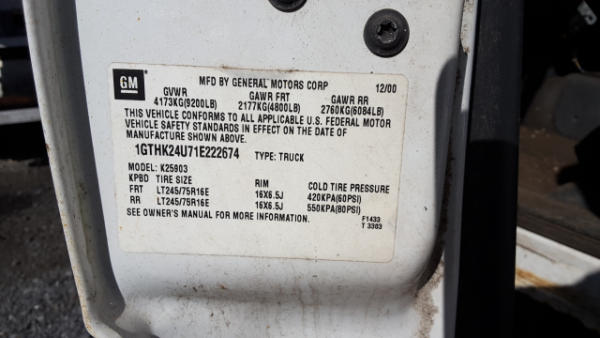 GM
MFD BY GENERAL MOTORS CORP 12/00
GVWR GAWR FRT GAWR RR
4173KG(9200LB) 2177KG(4800LB) 2760KG(6084LB)
THIS VEHICLE CONFORMS TO ALL APPLICABLE U.S. FEDERAL MOTOR
VEHICLE SAFETY STANDARDS IN EFFECT ON THE DATE OF
MANUFACTURE SHOWN ABOVE.
1GTHK24U71E222674 TYPE: TRUCK
MODEL: K25903
KPBD TIRE SIZE RIM COLD TIRE PRESSURE
FRT LT245/75R16E 16X6.5J 420KPA(60PSI)
RR LT245/75R16E 16X6.5J 550KPA(80PSI)
SEE OWNER'S MANUAL FOR MORE INFORMATION.
F1433
T 3303